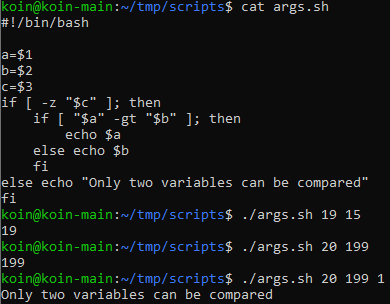 koin@koin-main:~/tmp/scripts$ cat args.sh
#!/bin/bash

a=$1
b=$2
c=$3
if [ -z "$c" ]; then
    if [ "$a" -gt "$b" ]; then
        echo $a
    else echo $b
    fi
else echo "Only two variables can be compared"
fi
koin@koin-main:~/tmp/scripts$ ./args.sh 19 15
19
koin@koin-main:~/tmp/scripts$ ./args.sh 20 199
199
koin@koin-main:~/tmp/scripts$ ./args.sh 20 199 1
Only two variables can be compared